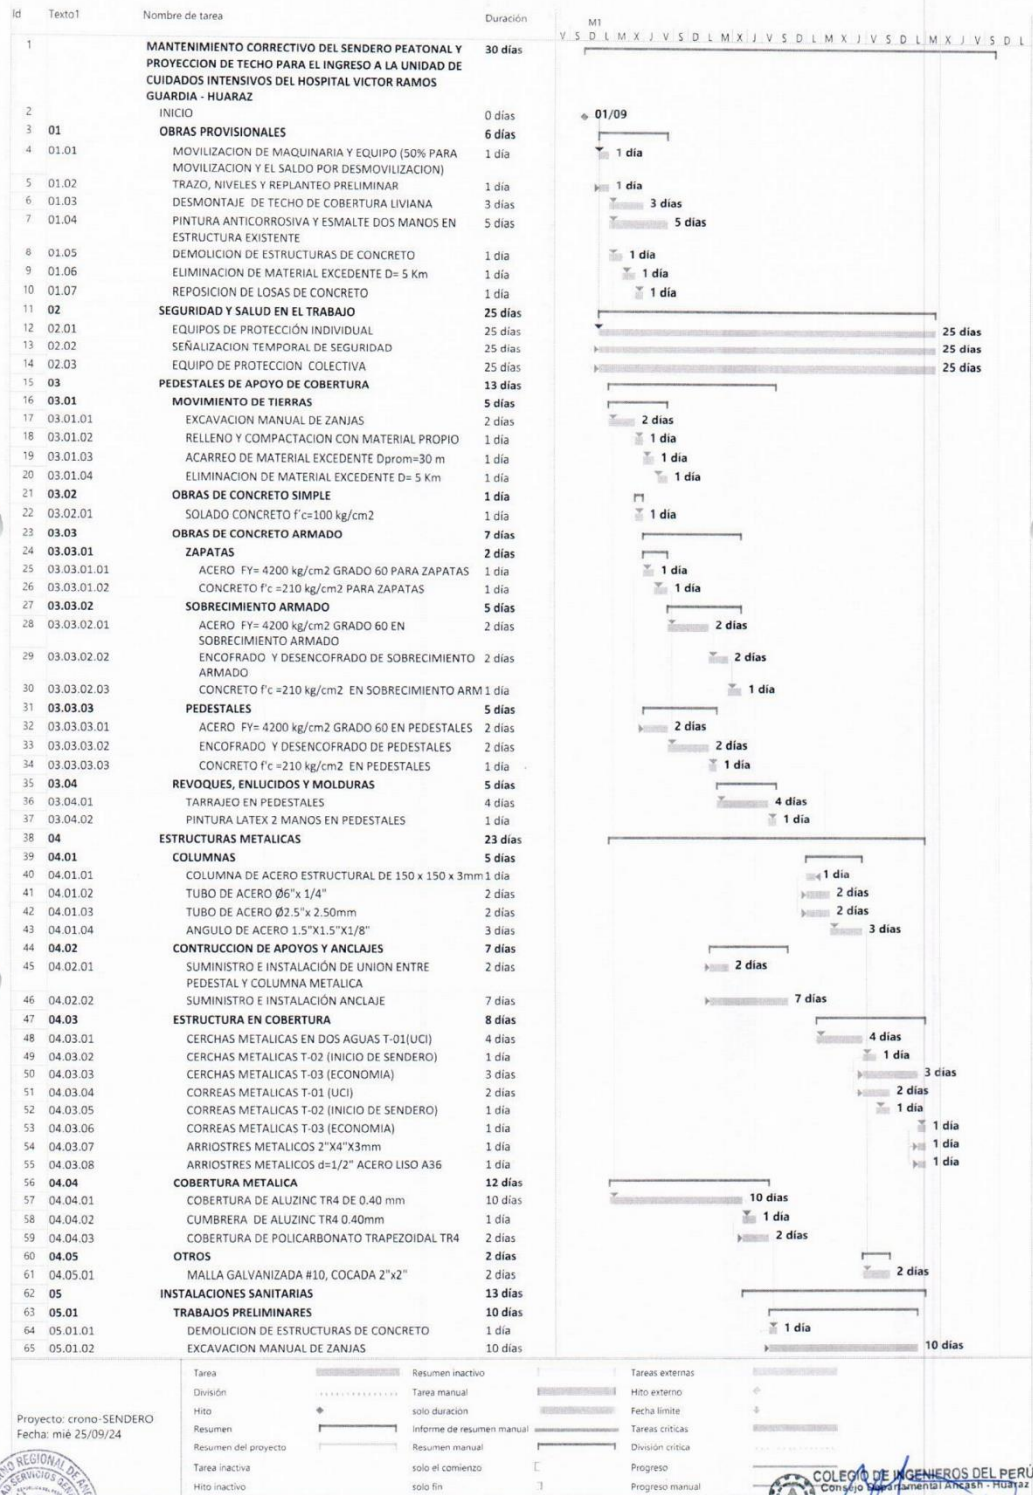 Id Texto1 Nombre de tarea Duración M1
V S D L M X J V S D L M X J V S D L M X J V S D L M X J V S D L
1 MANTENIMIENTO CORRECTIVO DEL SENDERO PEATONAL Y 30 días
PROYECCION DE TECHO PARA EL INGRESO A LA UNIDAD DE
CUIDADOS INTENSIVOS DEL HOSPITAL VICTOR RAMOS
GUARDIA - HUARAZ
2 INICIO 0 días 01/09
3 01 OBRAS PROVISIONALES 6 días
4 01.01 MOVILIZACION DE MAQUINARIA Y EQUIPO (50% PARA 1 día 1 día
MOVILIZACION Y EL SALDO POR DESMOVILIZACION)
5 01.02 TRAZO, NIVELES Y REPLANTEO PRELIMINAR 1 día 1 día
6 01.03 DESMONTAJE DE TECHO DE COBERTURA LIVIANA 3 días 3 días
7 01.04 PINTURA ANTICORROSIVA Y ESMALTE DOS MANOS EN 5 días 5 días
ESTRUCTURA EXISTENTE
8 01.05 DEMOLICION DE ESTRUCTURAS DE CONCRETO 1 día 1 día
9 01.06 ELIMINACION DE MATERIAL EXCEDENTE D= 5 Km 1 día 1 día
10 01.07 REPOSICION DE LOSAS DE CONCRETO 1 día 1 día
11 02 SEGURIDAD Y SALUD EN EL TRABAJO 25 días
12 02.01 EQUIPOS DE PROTECCIÓN INDIVIDUAL 25 días 25 días
13 02.02 SEÑALIZACION TEMPORAL DE SEGURIDAD 25 días 25 días
14 02.03 EQUIPO DE PROTECCION COLECTIVA 25 días 25 días
15 03 PEDESTALES DE APOYO DE COBERTURA 13 días
16 03.01 MOVIMIENTO DE TIERRAS 5 días
17 03.01.01 EXCAVACION MANUAL DE ZANJAS 2 días 2 días
18 03.01.02 RELLENO Y COMPACTACION CON MATERIAL PROPIO 1 día 1 día
19 03.01.03 ACARREO DE MATERIAL EXCEDENTE Dprom=30 m 1 día 1 día
20 03.01.04 ELIMINACION DE MATERIAL EXCEDENTE D= 5 Km 1 día 1 día
21 03.02 OBRAS DE CONCRETO SIMPLE 1 día
22 03.02.01 SOLADO CONCRETO f´c=100 kg/cm2 1 día 1 día
23 03.03 OBRAS DE CONCRETO ARMADO 7 días
24 03.03.01 ZAPATAS 2 días
25 03.03.01.01 ACERO FY= 4200 kg/cm2 GRADO 60 PARA ZAPATAS 1 día 1 día
26 03.03.01.02 CONCRETO f'c =210 kg/cm2 PARA ZAPATAS 1 día 1 día
27 03.03.02 SOBRECIMIENTO ARMADO 5 días
28 03.03.02.01 ACERO FY= 4200 kg/cm2 GRADO 60 EN 2 días 2 días
SOBRECIMIENTO ARMADO
29 03.03.02.02 ENCOFRADO Y DESENCOFRADO DE SOBRECIMIENTO 2 días 2 días
ARMADO
30 03.03.02.03 CONCRETO f'c =210 kg/cm2 EN SOBRECIMIENTO ARM 1 día 1 día
31 03.03.03 PEDESTALES 5 días
32 03.03.03.01 ACERO FY= 4200 kg/cm2 GRADO 60 EN PEDESTALES 2 días 2 días
33 03.03.03.02 ENCOFRADO Y DESENCOFRADO DE PEDESTALES 2 días 2 días
34 03.03.03.03 CONCRETO f'c =210 kg/cm2 EN PEDESTALES 1 día 1 día
35 03.04 REVOQUES, ENLUCIDOS Y MOLDURAS 5 días
36 03.04.01 TARRAJEO EN PEDESTALES 4 días 4 días
37 03.04.02 PINTURA LATEX 2 MANOS EN PEDESTALES 1 día 1 día
38 04 ESTRUCTURAS METALICAS 23 días
39 04.01 COLUMNAS 5 días
40 04.01.01 COLUMNA DE ACERO ESTRUCTURAL DE 150 x 150 x 3mm 1 día 1 día
41 04.01.02 TUBO DE ACERO Ø6"x 1/4" 2 días 2 días
42 04.01.03 TUBO DE ACERO Ø2.5"x 2.50mm 2 días 2 días
43 04.01.04 ANGULO DE ACERO 1.5"X1.5"X1/8" 3 días 3 días
44 04.02 CONTRUCCION DE APOYOS Y ANCLAJES 7 días
45 04.02.01 SUMINISTRO E INSTALACIÓN DE UNION ENTRE 2 días 2 días
PEDESTAL Y COLUMNA METALICA
46 04.02.02 SUMINISTRO E INSTALACIÓN ANCLAJE 7 días 7 días
47 04.03 ESTRUCTURA EN COBERTURA 8 días
48 04.03.01 CERCHAS METALICAS EN DOS AGUAS T-01(UCI) 4 días 4 días
49 04.03.02 CERCHAS METALICAS T-02 (INICIO DE SENDERO) 1 día 1 día
50 04.03.03 CERCHAS METALICAS T-03 (ECONOMIA) 3 días 3 días
51 04.03.04 CORREAS METALICAS T-01 (UCI) 2 días 2 días
52 04.03.05 CORREAS METALICAS T-02 (INICIO DE SENDERO) 1 día 1 día
53 04.03.06 CORREAS METALICAS T-03 (ECONOMIA) 1 día 1 día
54 04.03.07 ARRIOSTRES METALICOS 2"X4"X3mm 1 día 1 día
55 04.03.08 ARRIOSTRES METALICOS d=1/2" ACERO LISO A36 1 día 1 día
56 04.04 COBERTURA METALICA 12 días
57 04.04.01 COBERTURA DE ALUZINC TR4 DE 0.40 mm 10 días 10 días
58 04.04.02 CUMBRERA DE ALUZINC TR4 0.40mm 1 día 1 día
59 04.04.03 COBERTURA DE POLICARBONATO TRAPEZOIDAL TR4 2 días 2 días
60 04.05 OTROS 2 días
61 04.05.01 MALLA GALVANIZADA #10, COCADA 2"x2" 2 días 2 días
62 05 INSTALACIONES SANITARIAS 13 días
63 05.01 TRABAJOS PRELIMINARES 10 días
64 05.01.01 DEMOLICION DE ESTRUCTURAS DE CONCRETO 1 día 1 día
65 05.01.02 EXCAVACION MANUAL DE ZANJAS 10 días 10 días
Proyecto: crono-SENDERO
Fecha: mié 25/09/24
Tarea Resumen inactivo Tareas externas
División Tarea manual Hito externo
Hito solo duración Fecha límite
Resumen Informe de resumen manual Tareas críticas
Resumen del proyecto Resumen manual División crítica
Tarea inactiva solo el comienzo Progreso
Hito inactivo solo fin Progreso manual
COLEGIO DE INGENIEROS DEL PERÚ
Consejo Departamental Ancash - Huaraz